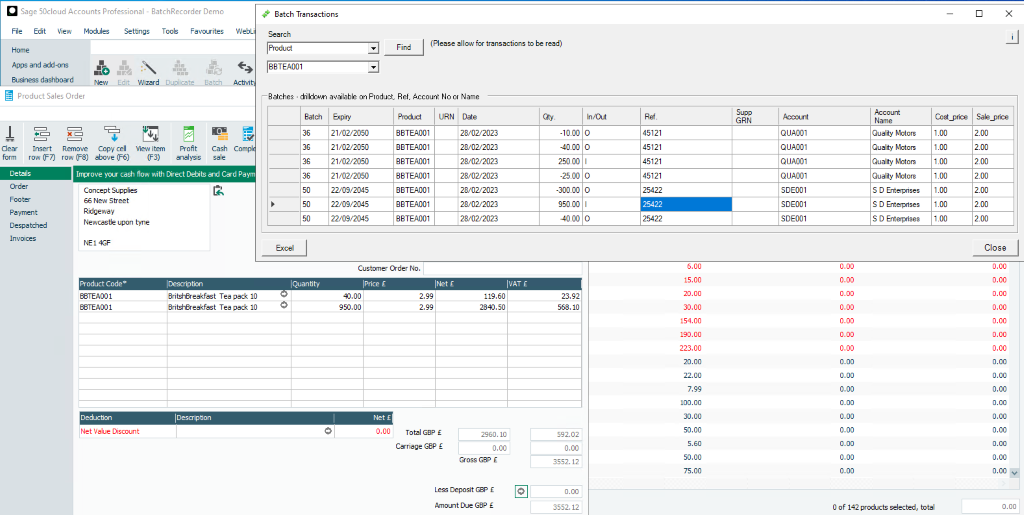 Sage 50cloud Accounts Professional - BatchRecorder Demo
File Edit View Modules Settings Tools Favourites WebLi
Home
Apps and add-ons
Business dashboard
New Edit Wizard Duplicate Batch Activity
Product Sales Order
Clear form
Insert row (F7)
Remove row (F8)
Copy cell above (F6)
View item (F3)
Profit analysis
Cash sale
Comple
Details
Order
Footer
Payment
Despatched
Invoices
Improve your cash flow with Direct Debits and Card Paym
Concept Supplies
66 New Street
Ridgeway
Newcastle upon tyne
NE1 4GF
Batch Transactions
Search
Product
Find
(Please allow for transactions to be read)
BBTEA001
i
Batches - drilldown available on Product, Ref, Account No or Name
Batch Expiry Product URN Date Qty. In/Out Ref. Supp GRN Account Account Name Cost_price Sale_price
36 21/02/2050 BBTEA001 28/02/2023 -10.00 O 45121 QUA001 Quality Motors 1.00 2.00
36 21/02/2050 BBTEA001 28/02/2023 -40.00 O 45121 QUA001 Quality Motors 1.00 2.00
36 21/02/2050 BBTEA001 28/02/2023 250.00 I 45121 QUA001 Quality Motors 1.00 2.00
36 21/02/2050 BBTEA001 28/02/2023 -25.00 O 45121 QUA001 Quality Motors 1.00 2.00
50 22/09/2045 BBTEA001 28/02/2023 -300.00 O 25422 SDE001 S D Enterprises 1.00 2.00
50 22/09/2045 BBTEA001 28/02/2023 950.00 I 25422 SDE001 S D Enterprises 1.00 2.00
50 22/09/2045 BBTEA001 28/02/2023 -40.00 O 25422 SDE001 S D Enterprises 1.00 2.00
Excel
Close
Customer Order No.
Product Code* Description Quantity Price £ Net £ VAT £
BBTEA001 BritshBreakfast Tea pack 10 40.00 2.99 119.60 23.92
BBTEA001 BritshBreakfast Tea pack 10 950.00 2.99 2840.50 568.10
Deduction Description Net £
Net Value Discount 0.00
Total GBP £ 2960.10 592.02
Carriage GBP £ 0.00 0.00
Gross GBP £ 3552.12
Less Deposit GBP £ 0.00
Amount Due GBP £ 3552.12
6.00 0.00 0.00
15.00 0.00 0.00
20.00 0.00 0.00
30.00 0.00 0.00
154.00 0.00 0.00
190.00 0.00 0.00
223.00 0.00 0.00
20.00 0.00 0.00
22.00 0.00 0.00
7.99 0.00 0.00
100.00 0.00 0.00
30.00 0.00 0.00
50.00 0.00 0.00
5.60 0.00 0.00
50.00 0.00 0.00
75.00 0.00 0.00
0 of 142 products selected, total 0.00